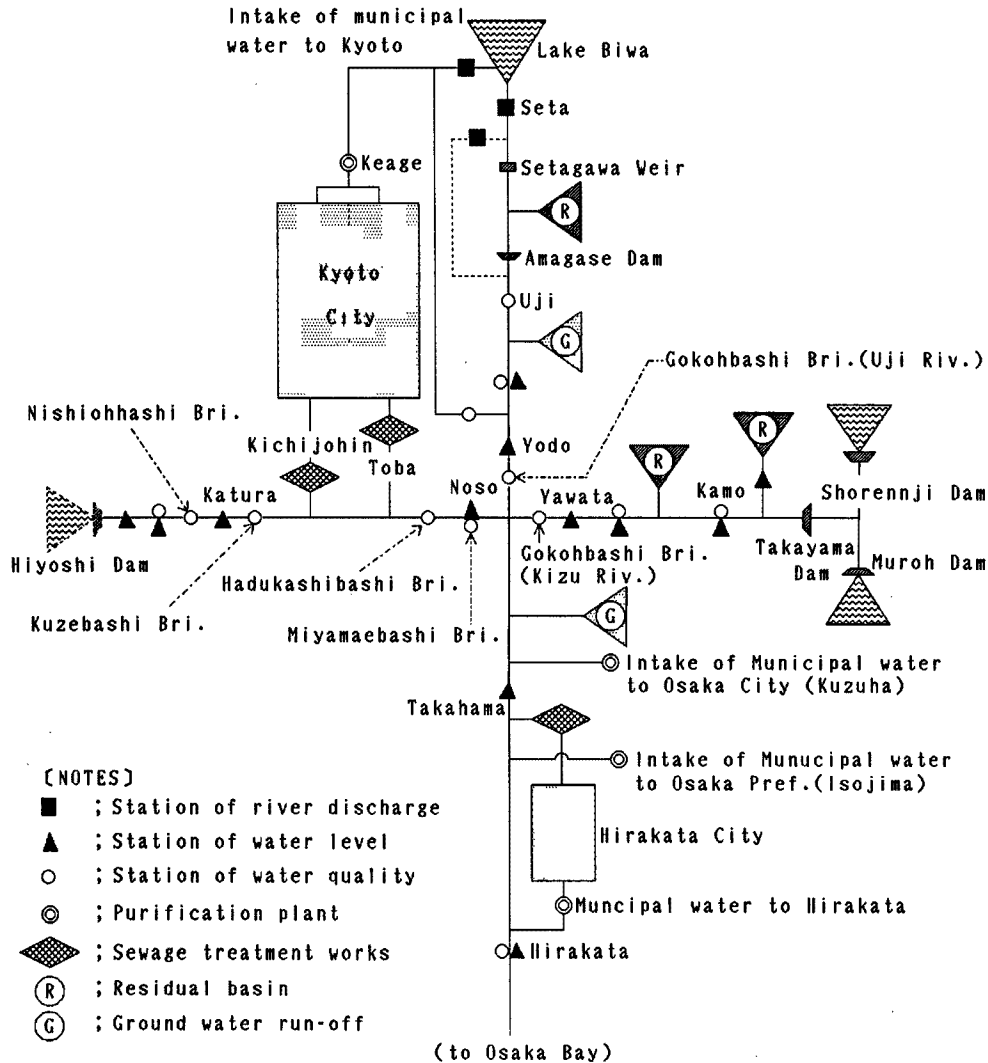 Intake of municipal
water to Kyoto
Lake Biwa
Seta
Keage
Setagawa Weir
R
Amagase Dam
Kyoto
City
Uji
G
Gokohbashi Bri.(Uji Riv.)
Nishiohhashi Bri.
Kichijohin
Toba
Yodo
R
R
Katura
Noso
Yawata
Kamo
Shorennji Dam
Hiyoshi Dam
Hadukashibashi Bri.
Gokohbashi Bri.
(Kizu Riv.)
Takayama
Dam
Muroh Dam
Kuzebashi Bri.
Miyamaebashi Bri.
G
Intake of Municipal water
to Osaka City (Kuzuha)
Takahama
Intake of Munucipal water
to Osaka Pref.(Isojima)
Hirakata City
Muncipal water to Hirakata
Hirakata
(to Osaka Bay)
[NOTES]
; Station of river discharge
; Station of water level
; Station of water quality
; Purification plant
; Sewage treatment works
R ; Residual basin
G ; Ground water run-off